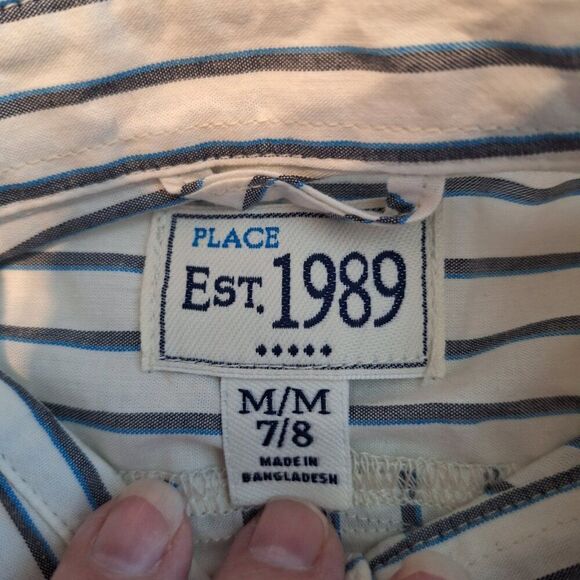 PLACE
EST. 1989
M/M
7/8
MADE IN
BANGLADESH